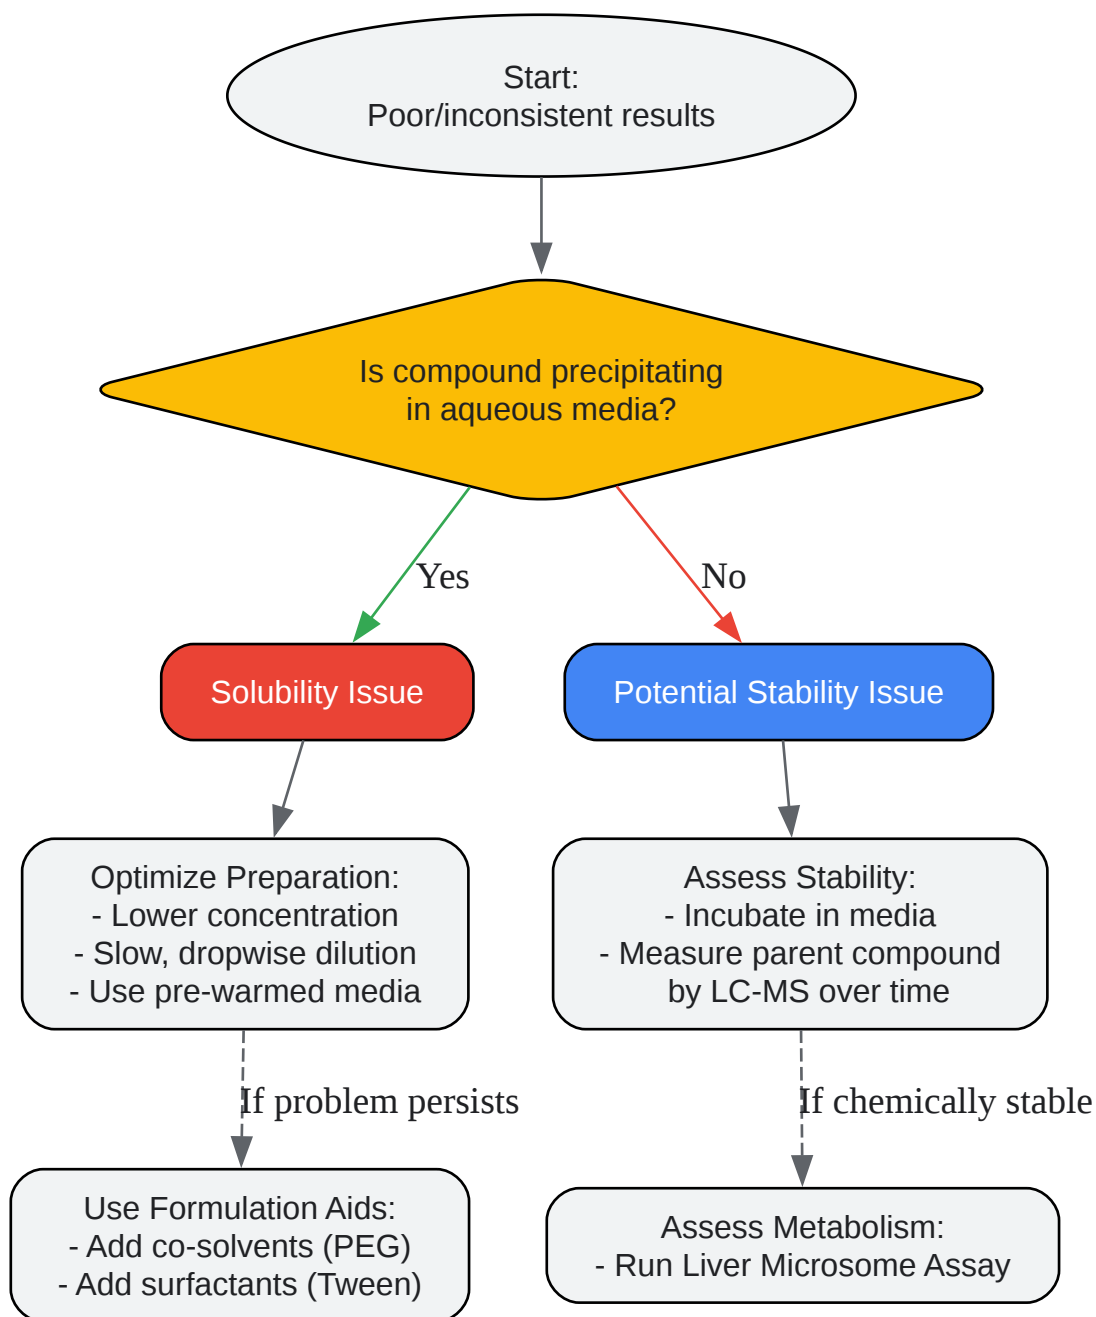 Start:
Poor/inconsistent results
Is compound precipitating
in aqueous media?
Yes
No
Solubility Issue
Potential Stability Issue
Optimize Preparation:
- Lower concentration
- Slow, dropwise dilution
- Use pre-warmed media
Assess Stability:
- Incubate in media
- Measure parent compound
by LC-MS over time
If problem persists
If chemically stable
Use Formulation Aids:
- Add co-solvents (PEG)
- Add surfactants (Tween)
Assess Metabolism:
- Run Liver Microsome Assay